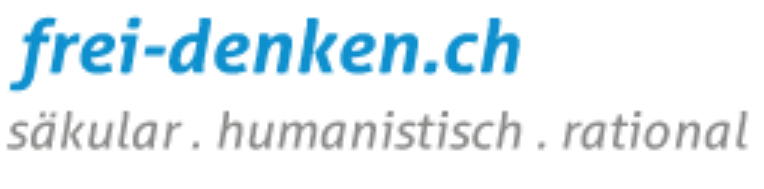 frei-denken.ch
säkular . humanistisch . rational